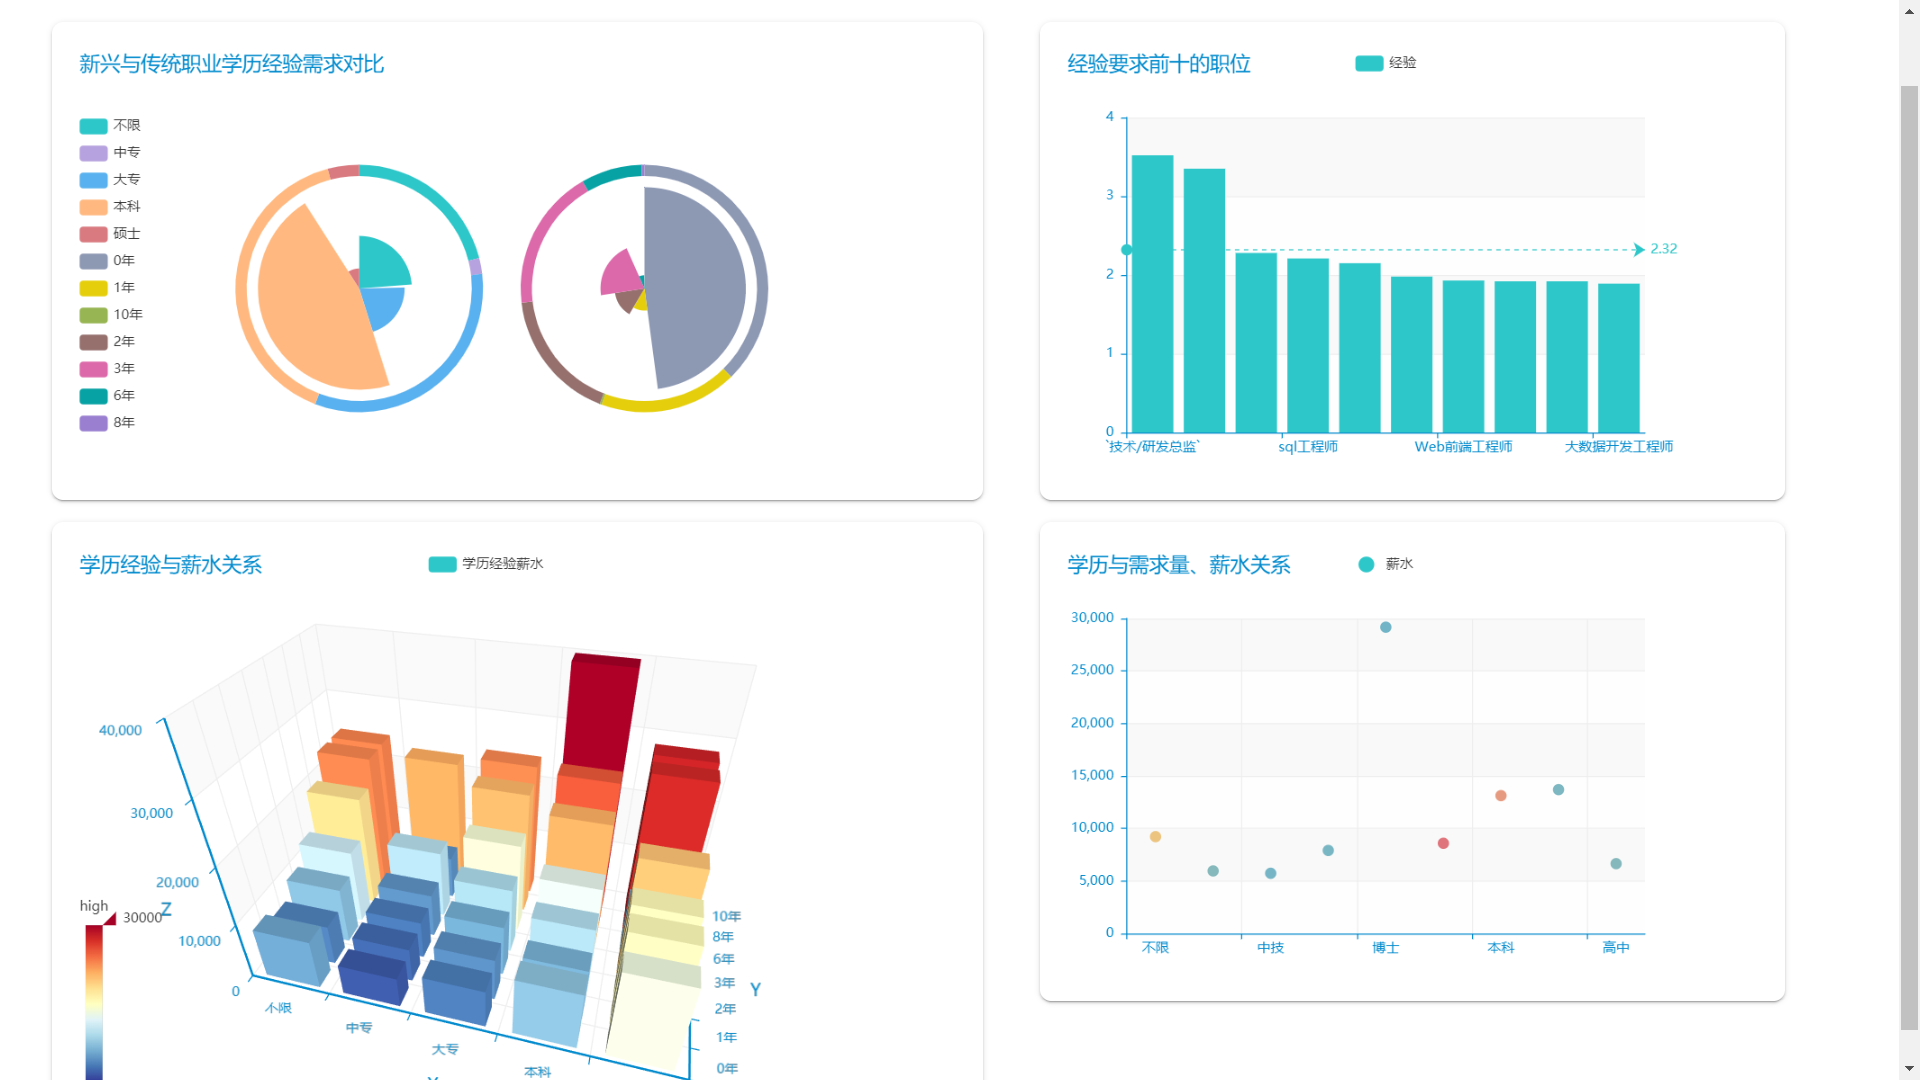 新兴与传统职业学历经验需求对比
不限
中专
大专
本科
硕士
0年
1年
10年
2年
3年
6年
8年
经验要求前十的职位
经验
4
3
2
1
0
2.32
`技术/研发总监`
sql工程师
Web前端工程师
大数据开发工程师
学历经验与薪水关系
学历经验薪水
40,000
30,000
20,000
10,000
0
Z
high
30000
不限
中专
大专
本科
10年
8年
6年
3年
2年
1年
0年
Y
学历与需求量、薪水关系
薪水
30,000
25,000
20,000
15,000
10,000
5,000
0
不限
中技
博士
本科
高中